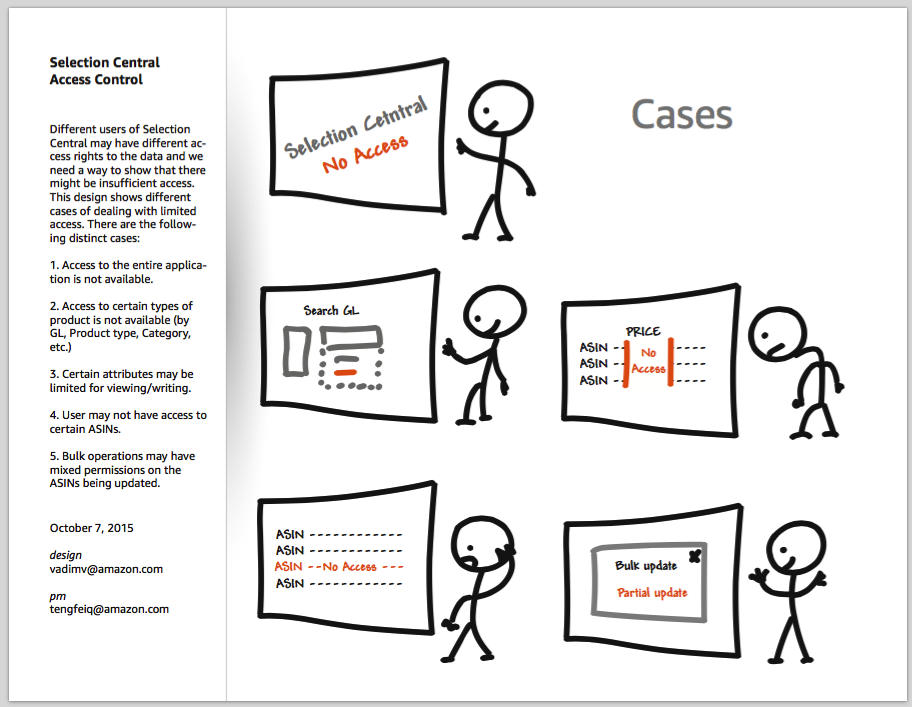 Selection Central
Access Control
Different users of Selection
Central may have different ac-
cess rights to the data and we
need a way to show that there
might be insufficient access.
This design shows different
cases of dealing with limited
access. There are the follow-
ing distinct cases:
1. Access to the entire applica-
tion is not available.
2. Access to certain types of
product is not available (by
GL, Product type, Category,
etc.)
3. Certain attributes may be
limited for viewing/writing.
4. User may not have access to
certain ASINs.
5. Bulk operations may have
mixed permissions on the
ASINs being updated.
October 7, 2015
design
vadimv@amazon.com
pm
tengfeiq@amazon.com
Cases
Selection Cetntral
No Access
Search GL
PRICE
ASIN -- No ----
ASIN -- Access ----
ASIN -- ----
ASIN ------------
ASIN ------------
ASIN --No Access ---
ASIN ------------
Bulk update
Partial update